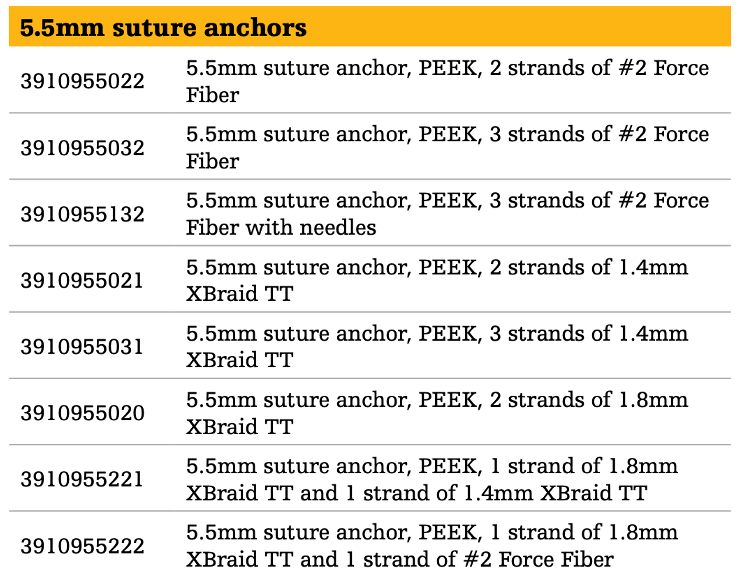 5.5mm suture anchors
3910955022 5.5mm suture anchor, PEEK, 2 strands of #2 Force
Fiber
3910955032 5.5mm suture anchor, PEEK, 3 strands of #2 Force
Fiber
3910955132 5.5mm suture anchor, PEEK, 3 strands of #2 Force
Fiber with needles
3910955021 5.5mm suture anchor, PEEK, 2 strands of 1.4mm
XBraid TT
3910955031 5.5mm suture anchor, PEEK, 3 strands of 1.4mm
XBraid TT
3910955020 5.5mm suture anchor, PEEK, 2 strands of 1.8mm
XBraid TT
3910955221 5.5mm suture anchor, PEEK, 1 strand of 1.8mm
XBraid TT and 1 strand of 1.4mm XBraid TT
3910955222 5.5mm suture anchor, PEEK, 1 strand of 1.8mm
XBraid TT and 1 strand of #2 Force Fiber